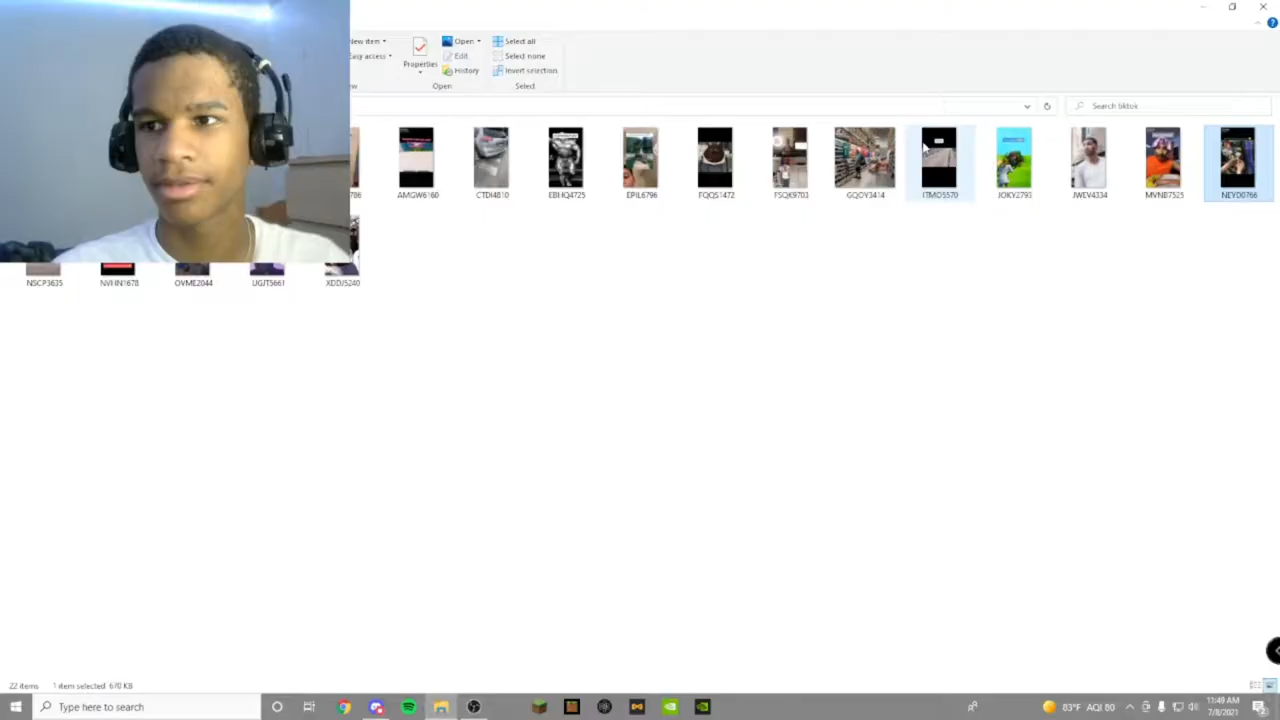 New item
Easy access
Properties
Open
Edit
History
Open
Select all
Select none
Invert selection
Select
Search tiktok
AMGW6160
CTDI4810
EBHQ4725
EPIL6796
FQQS1472
FSQK9703
GQOY3414
ITMO5570
JOKY2793
JWEV4334
MVNB7525
NEYD0766
NSCP3635
NVHN1678
OVME2044
UGJT5661
XDDJ5240
22 items 1 item selected 670 KB
Type here to search
83°F AQI 80
11:49 AM
7/8/2021